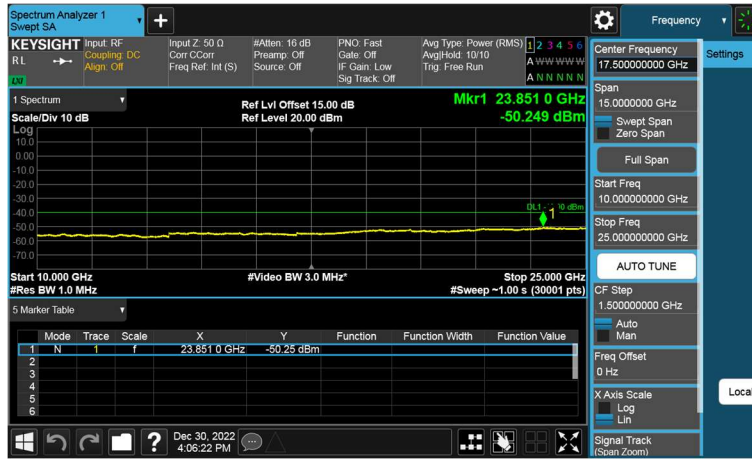 Spectrum Analyzer 1
Swept SA
Frequency
KEYSIGHT
RL
LXI
Input: RF
Coupling: DC
Align: Off
Input Z: 50 Ω
Corr CCorr
Freq Ref: Int (S)
#Atten: 16 dB
Preamp: Off
Source: Off
PNO: Fast
Gate: Off
IF Gain: Low
Sig Track: Off
Avg Type: Power (RMS)
Avg|Hold: 10/10
Trig: Free Run
1 2 3 4 5 6
A W W W W W
A N N N N N
1 Spectrum
Scale/Div 10 dB
Ref Lvl Offset 15.00 dB
Ref Level 20.00 dBm
Mkr1 23.851 0 GHz
-50.249 dBm
Log
10.0
0.00
-10.0
-20.0
-30.0
-40.0
-50.0
-60.0
-70.0
1
Start 10.000 GHz
#Res BW 1.0 MHz
#Video BW 3.0 MHz*
Stop 25.000 GHz
#Sweep ~1.00 s (30001 pts)
5 Marker Table
Mode Trace Scale X Y Function Function Width Function Value
1 N 1 f 23.851 0 GHz -50.25 dBm
2
3
4
5
6
Dec 30, 2022
4:06:22 PM
Center Frequency
17.500000000 GHz
Span
15.0000000 GHz
Swept Span
Zero Span
Full Span
Start Freq
10.000000000 GHz
Stop Freq
25.000000000 GHz
AUTO TUNE
CF Step
1.500000000 GHz
Auto
Man
Freq Offset
0 Hz
X Axis Scale
Log
Lin
Signal Track
(Span Zoom)
Settings
Local